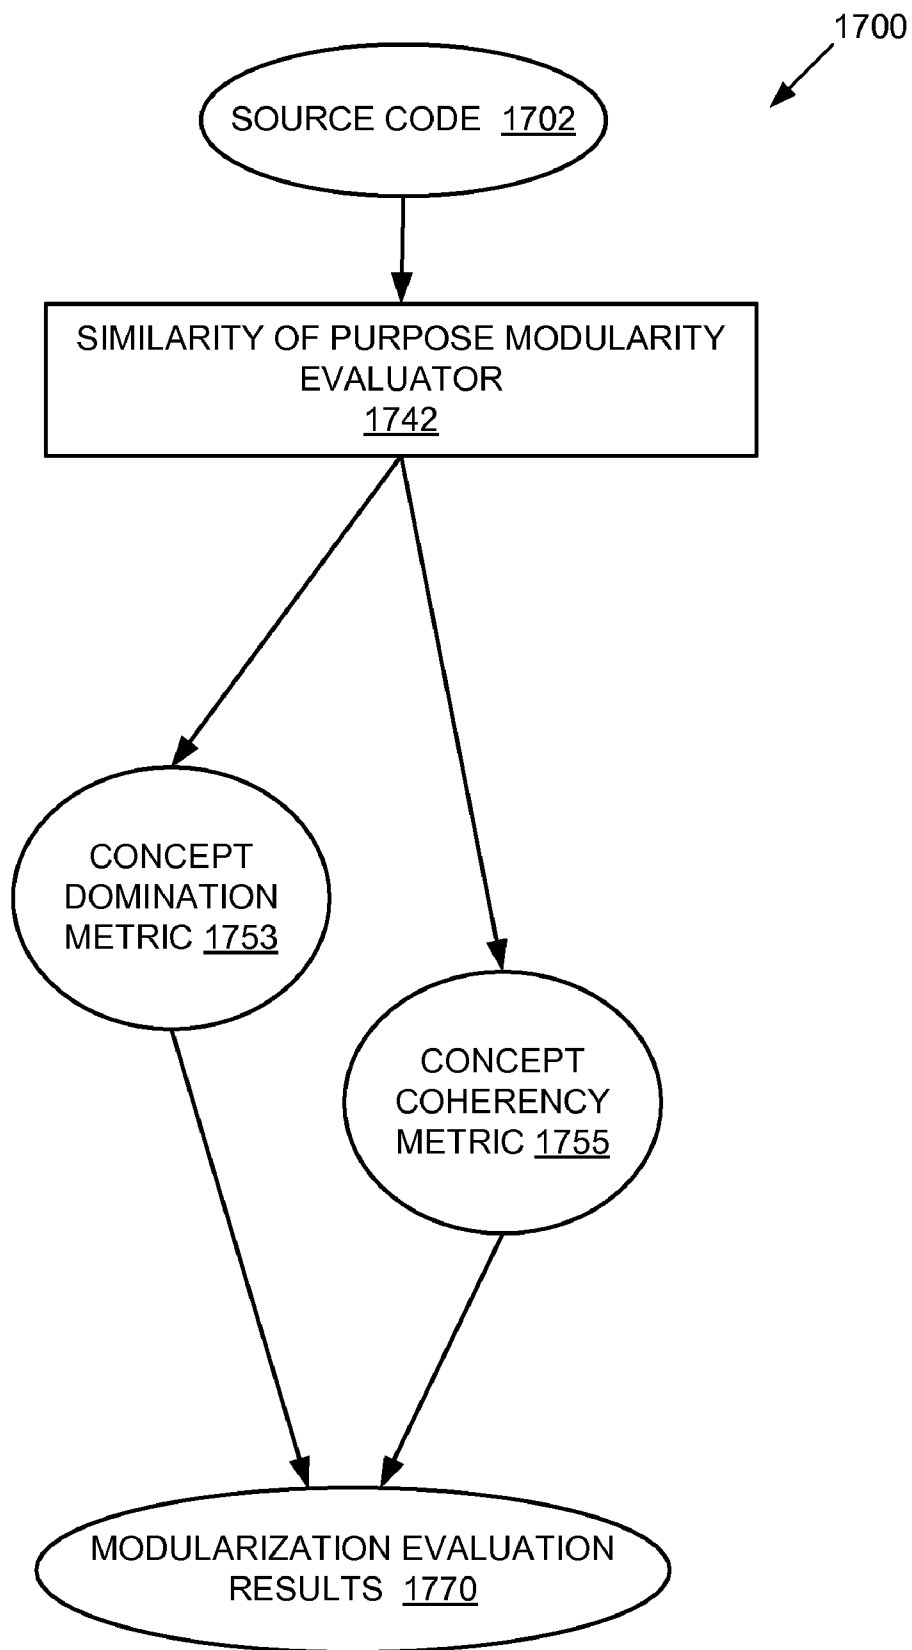 1700
SOURCE CODE 1702
SIMILARITY OF PURPOSE MODULARITY
EVALUATOR
1742
CONCEPT
DOMINATION
METRIC 1753
CONCEPT
COHERENCY
METRIC 1755
MODULARIZATION EVALUATION
RESULTS 1770